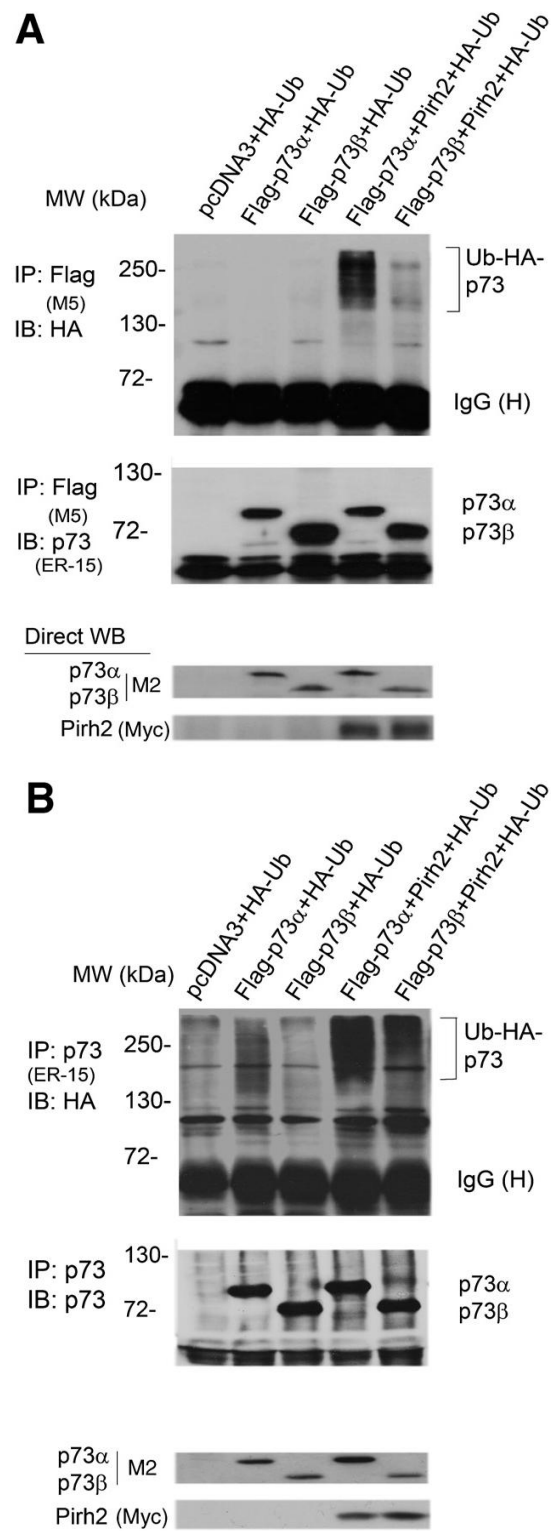 A
pcDNA3+HA-Ub
Flag-p73α+HA-Ub
Flag-p73β+HA-Ub
Flag-p73α+Pirh2+HA-Ub
Flag-p73β+Pirh2+HA-Ub
MW (kDa)
IP: Flag
(M5)
IB: HA
250-
130-
72-
Ub-HA-
p73
IgG (H)
IP: Flag
(M5)
IB: p73
(ER-15)
130-
72-
p73α
p73β
Direct WB
p73α
p73β
M2
Pirh2 (Myc)
B
pcDNA3+HA-Ub
Flag-p73α+HA-Ub
Flag-p73β+HA-Ub
Flag-p73α+Pirh2+HA-Ub
Flag-p73β+Pirh2+HA-Ub
MW (kDa)
IP: p73
(ER-15)
IB: HA
250-
130-
72-
Ub-HA-
p73
IgG (H)
IP: p73
IB: p73
130-
72-
p73α
p73β
p73α
p73β
M2
Pirh2 (Myc)